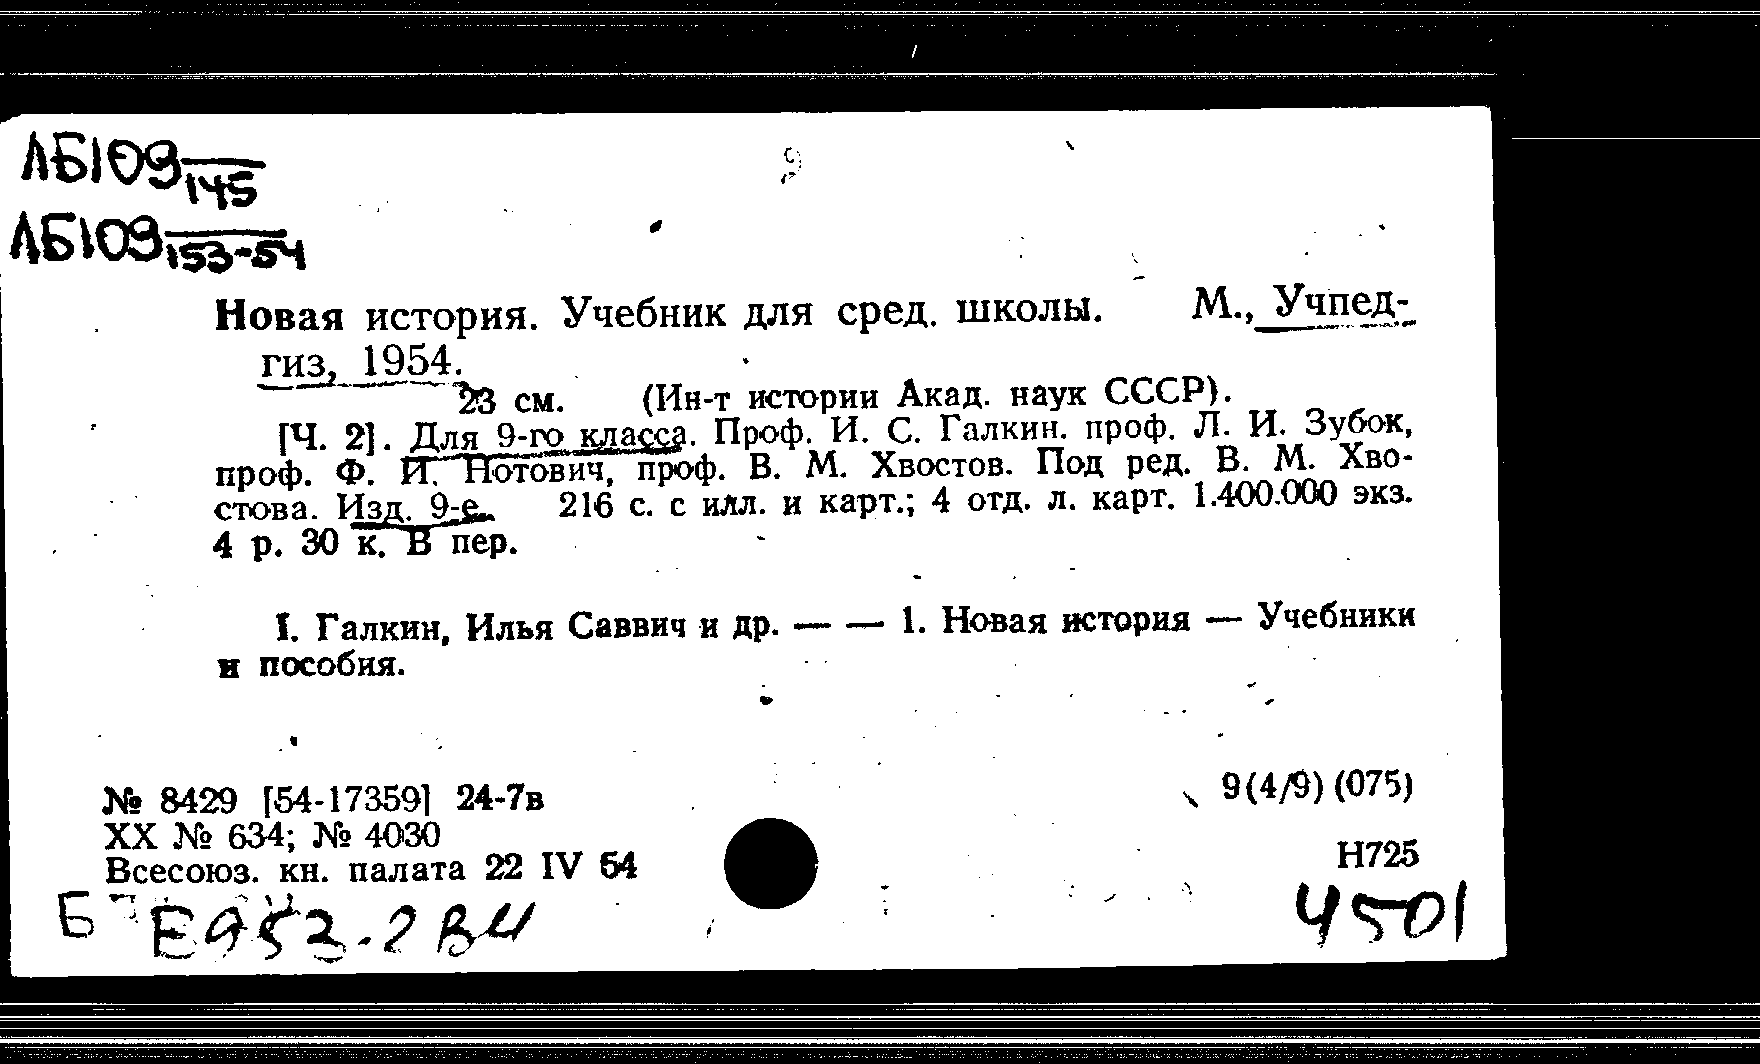 ЛБ109/145
ЛБ109/153-54
Новая история. Учебник для сред. школы. М., Учпед-
гиз, 1954.
23 см. (Ин-т истории Акад. наук СССР).
[Ч. 2]. Для 9-го класса. Проф. И. С. Галкин. проф. Л. И. Зубок,
проф. Ф. И. Нотович, проф. В. М. Хвостов. Под ред. В. М. Хво-
стова. Изд. 9-е. 216 с. с илл. и карт.; 4 отд. л. карт. 1.400.000 экз.
4 р. 30 к. В пер.
I. Галкин, Илья Саввич и др. — — 1. Новая история — Учебники
и пособия.
№ 8429 [54-17359] 24-7в
9(4/9) (075)
XX № 634; № 4030
Всесоюз. кн. палата 22 IV 54
Н725
Б
4501